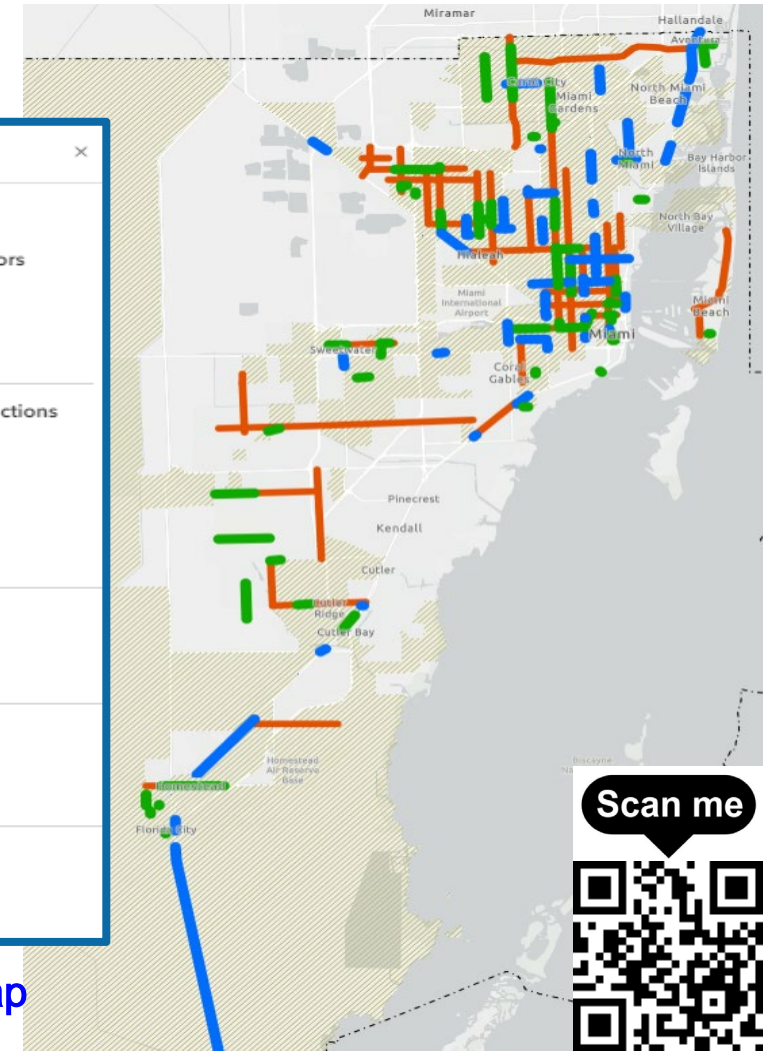 Miramar
Hallandale
Aventura
Miami
Gardens
North Miami
Beach
North
Miami
Bay Harbor
Islands
North Bay
Village
Hialeah
Miami
International
Airport
Miami
Beach
Miami
Sweetwater
Coral
Gables
Pinecrest
Kendall
Cutler
Cutler
Ridge
Cutler Bay
Homestead
Air Reserve
Base
Homestead
Florida City
Biscayne
×
ors
ctions
ap
Scan me